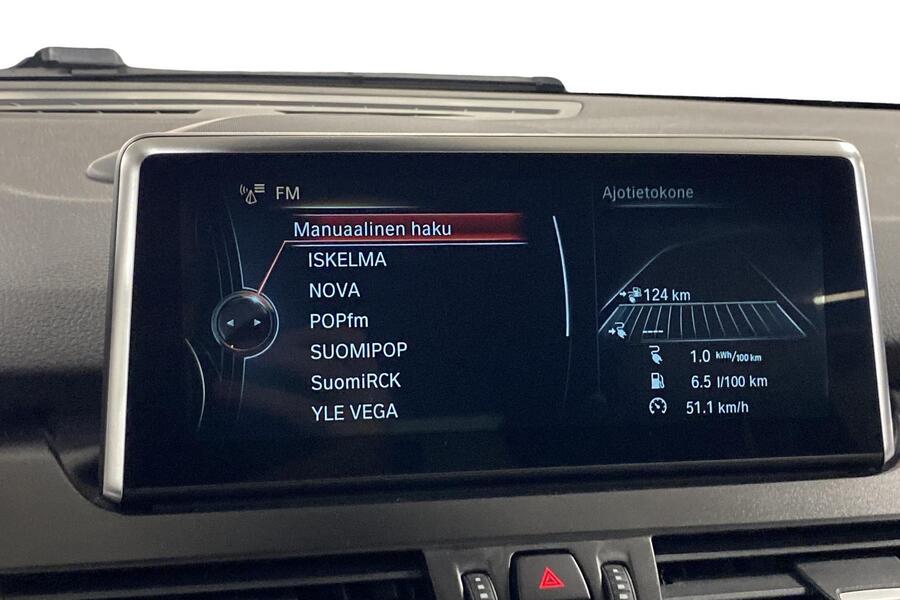 FM
Manuaalinen haku
ISKELMA
NOVA
POPfm
SUOMIPOP
SuomiRCK
YLE VEGA
Ajotietokone
124 km
----
1.0 kWh/100 km
6.5 l/100 km
51.1 km/h